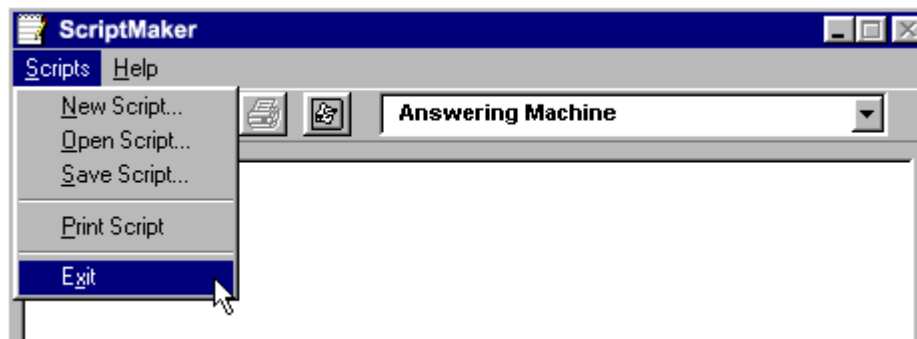 ScriptMaker
Scripts Help
New Script...
Answering Machine
Open Script...
Save Script...
Print Script
Exit